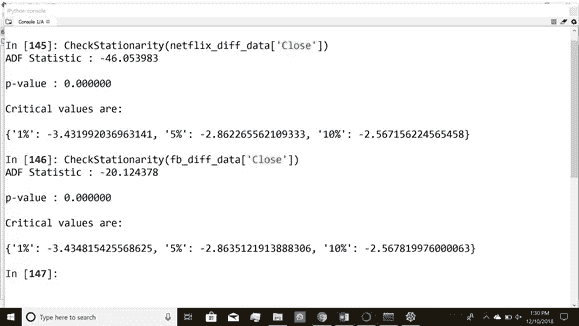 IPython console
Console 1/A
In [145]: CheckStationarity(netflix_diff_data['Close'])
ADF Statistic : -46.053983
p-value : 0.000000
Critical values are:
{'1%': -3.431992036963141, '5%': -2.862265562109333, '10%': -2.567156224565458}
In [146]: CheckStationarity(fb_diff_data['Close'])
ADF Statistic : -20.124378
p-value : 0.000000
Critical values are:
{'1%': -3.434815425568625, '5%': -2.8635121913888306, '10%': -2.567819976000063}
In [147]:
Type here to search
1:30 PM
12/10/2018